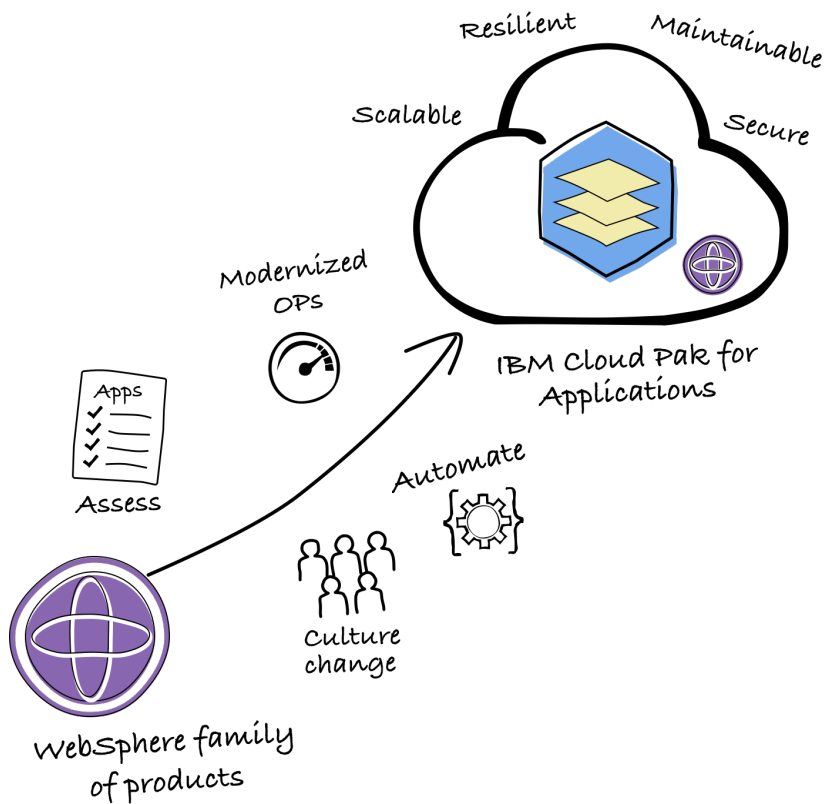 Resilient
Maintainable
Scalable
Secure
Modernized
OPs
IBM Cloud Pak for
Applications
Apps
Assess
Automate
Culture
change
WebSphere family
of products